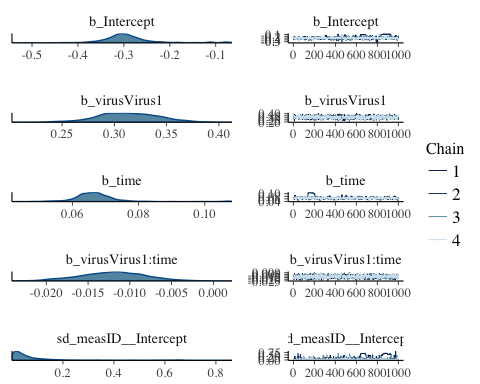 b_Intercept
-0.5 -0.4 -0.3 -0.2 -0.1
b_Intercept
0 200 400 600 800 1000
b_virusVirus1
0.25 0.30 0.35 0.40
b_virusVirus1
0 200 400 600 800 1000
Chain
1
2
3
4
b_time
0.06 0.08 0.10
b_time
0 200 400 600 800 1000
b_virusVirus1:time
-0.020 -0.015 -0.010 -0.005 0.000
b_virusVirus1:time
0 200 400 600 800 1000
sd_measID__Intercept
0.2 0.4 0.6 0.8
d_measID__Intercep
0 200 400 600 800 1000